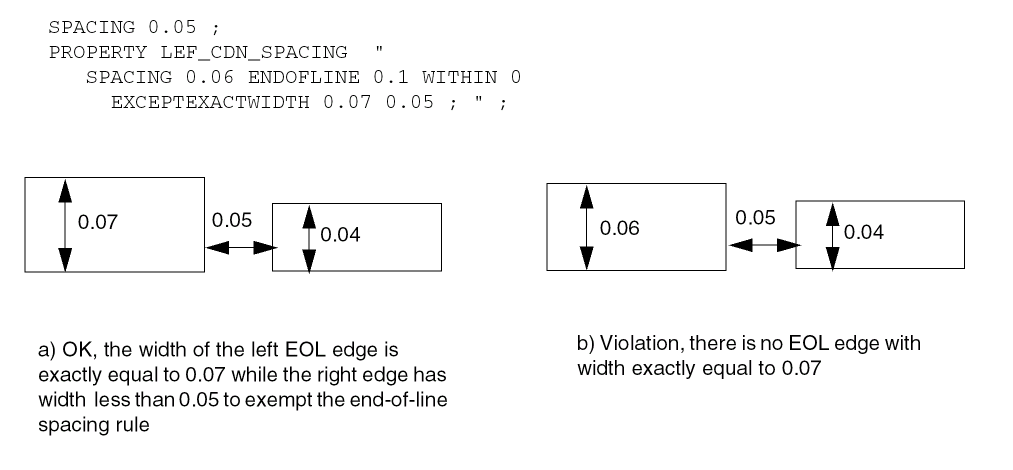 SPACING 0.05 ;
PROPERTY LEF_CDN_SPACING "
SPACING 0.06 ENDOFLINE 0.1 WITHIN 0
EXCEPTEXACTWIDTH 0.07 0.05 ; " ;
0.07
0.05
0.04
0.06
0.05
0.04
a) OK, the width of the left EOL edge is
exactly equal to 0.07 while the right edge has
width less than 0.05 to exempt the end-of-line
spacing rule
b) Violation, there is no EOL edge with
width exactly equal to 0.07